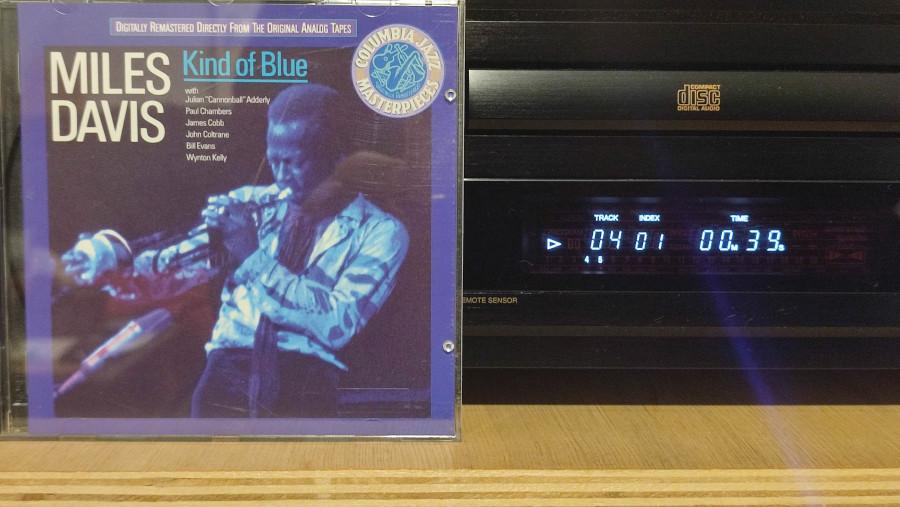 DIGITALLY REMASTERED DIRECTLY FROM THE ORIGINAL ANALOG TAPES
MILES
DAVIS
Kind of Blue
with
Julian "Cannonball" Adderly
Paul Chambers
James Cobb
John Coltrane
Bill Evans
Wynton Kelly
COLUMBIA JAZZ
MASTERPIECES
COMPACT
disc
DIGITAL AUDIO
TRACK INDEX TIME
04 01 00M 39S
4 5
EMOTE SENSOR